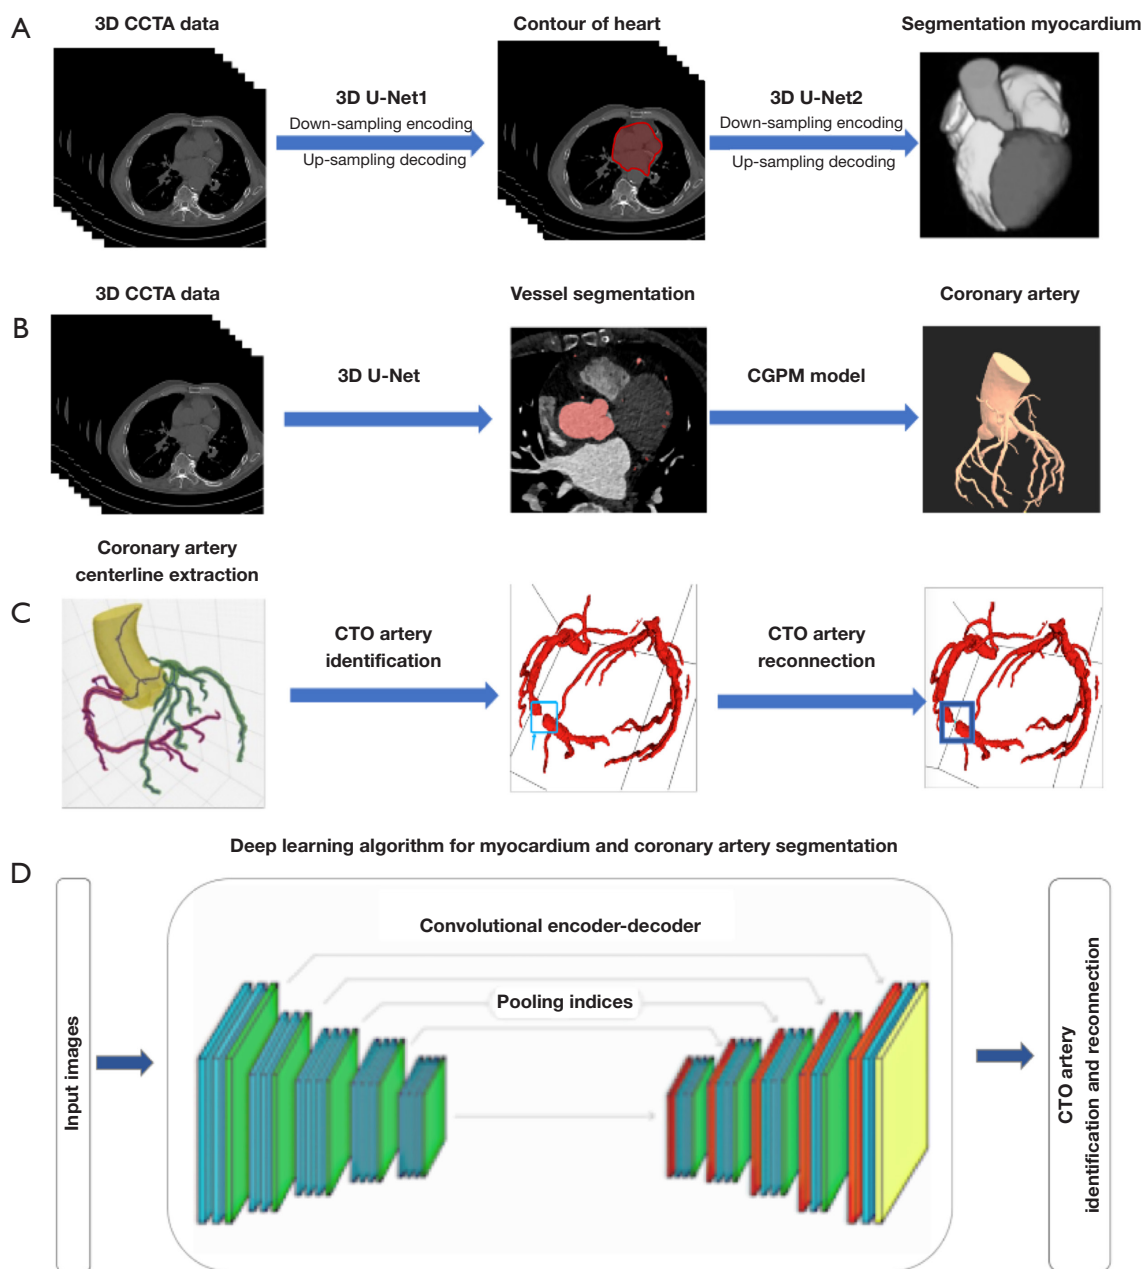 A
3D CCTA data
Contour of heart
Segmentation myocardium
3D U-Net1
Down-sampling encoding
Up-sampling decoding
3D U-Net2
Down-sampling encoding
Up-sampling decoding
B
3D CCTA data
Vessel segmentation
Coronary artery
3D U-Net
CGPM model
C
Coronary artery
centerline extraction
CTO artery
identification
CTO artery
reconnection
D
Deep learning algorithm for myocardium and coronary artery segmentation
Input images
Convolutional encoder-decoder
Pooling indices
CTO artery
identification and reconnection